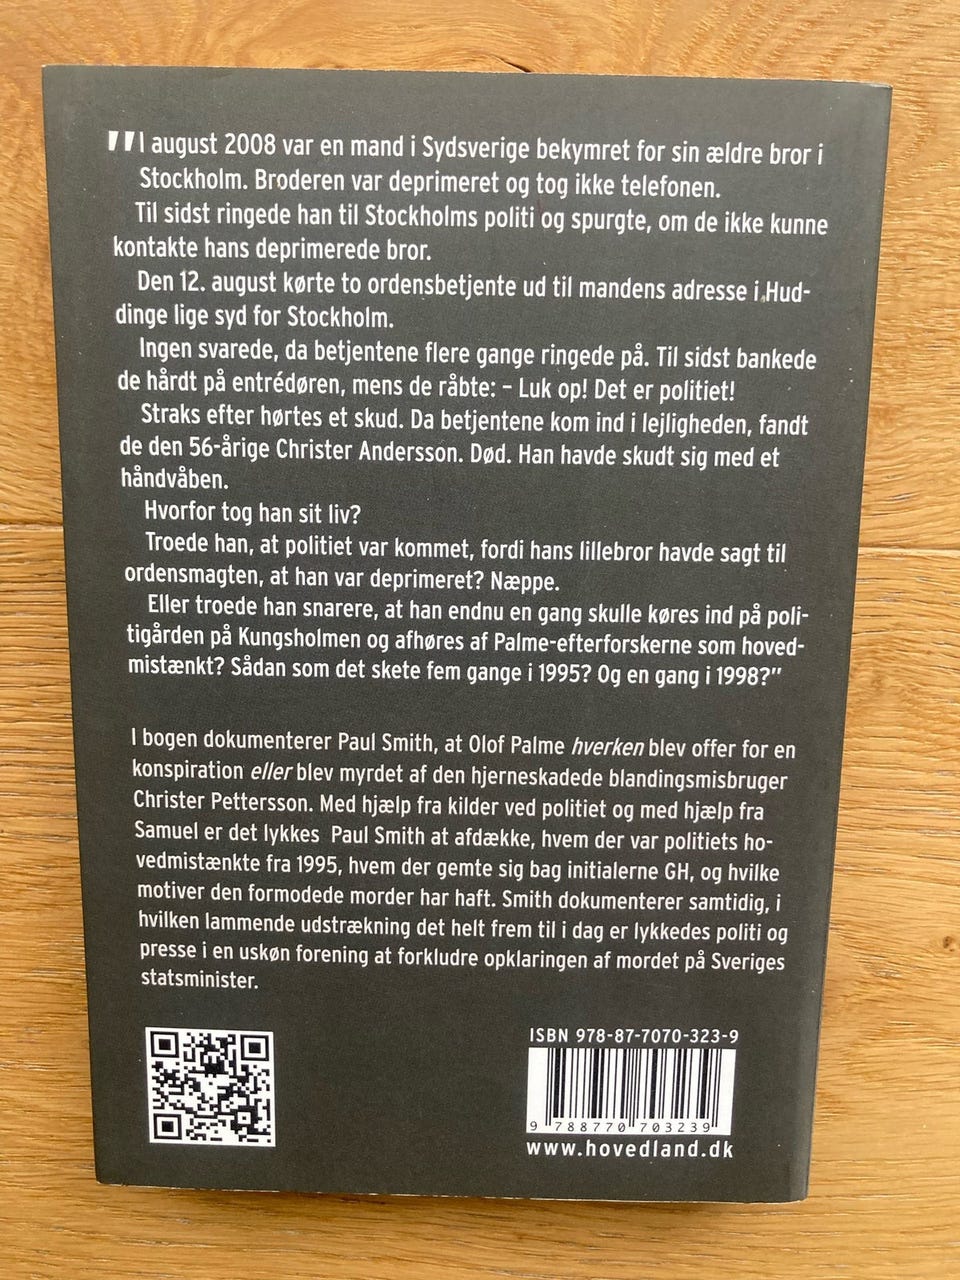 "I august 2008 var en mand i Sydsverige bekymret for sin ældre bror i
Stockholm. Broderen var deprimeret og tog ikke telefonen.
Til sidst ringede han til Stockholms politi og spurgte, om de ikke kunne
kontakte hans deprimerede bror.
Den 12. august kørte to ordensbetjente ud til mandens adresse i Hud-
dinge lige syd for Stockholm.
Ingen svarede, da betjentene flere gange ringede på. Til sidst bankede
de hårdt på entrédøren, mens de råbte: – Luk op! Det er politiet!
Straks efter hørtes et skud. Da betjentene kom ind i lejligheden, fandt
de den 56-årige Christer Andersson. Død. Han havde skudt sig med et
håndvåben.
Hvorfor tog han sit liv?
Troede han, at politiet var kommet, fordi hans lillebror havde sagt til
ordensmagten, at han var deprimeret? Næppe.
Eller troede han snarere, at han endnu en gang skulle køres ind på poli-
tigården på Kungsholmen og afhøres af Palme-efterforskerne som hoved-
mistænkt? Sådan som det skete fem gange i 1995? Og en gang i 1998?"
I bogen dokumenterer Paul Smith, at Olof Palme hverken blev offer for en
konspiration eller blev myrdet af den hjerneskadede blandingsmisbruger
Christer Pettersson. Med hjælp fra kilder ved politiet og med hjælp fra
Samuel er det lykkes Paul Smith at afdække, hvem der var politiets ho-
vedmistænkte fra 1995, hvem der gemte sig bag initialerne GH, og hvilke
motiver den formodede morder har haft. Smith dokumenterer samtidig, i
hvilken lammende udstrækning det helt frem til i dag er lykkedes politi og
presse i en uskøn forening at forkludre opklaringen af mordet på Sveriges
statsminister.
ISBN 978-87-7070-323-9
9 788770 703239
www.hovedland.dk